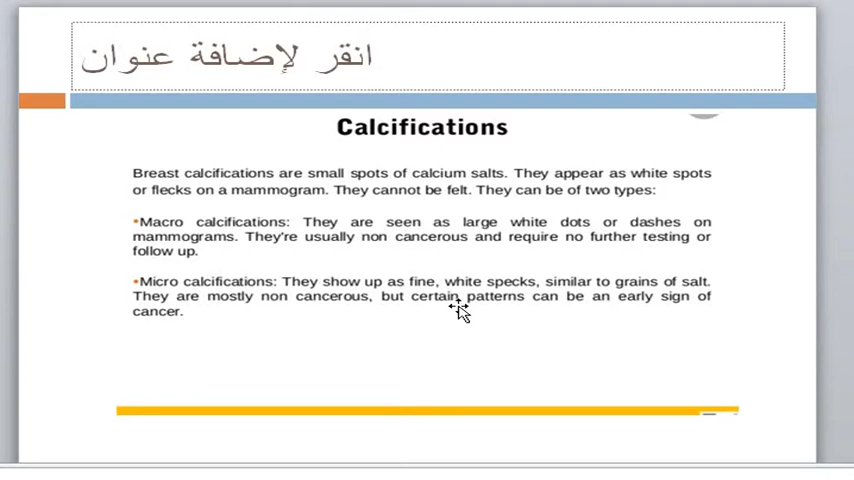 انقر لإضافة عنوان
Calcifications
Breast calcifications are small spots of calcium salts. They appear as white spots
or flecks on a mammogram. They cannot be felt. They can be of two types:
•Macro calcifications: They are seen as large white dots or dashes on
mammograms. They're usually non cancerous and require no further testing or
follow up.
•Micro calcifications: They show up as fine, white specks, similar to grains of salt.
They are mostly non cancerous, but certain patterns can be an early sign of
cancer.